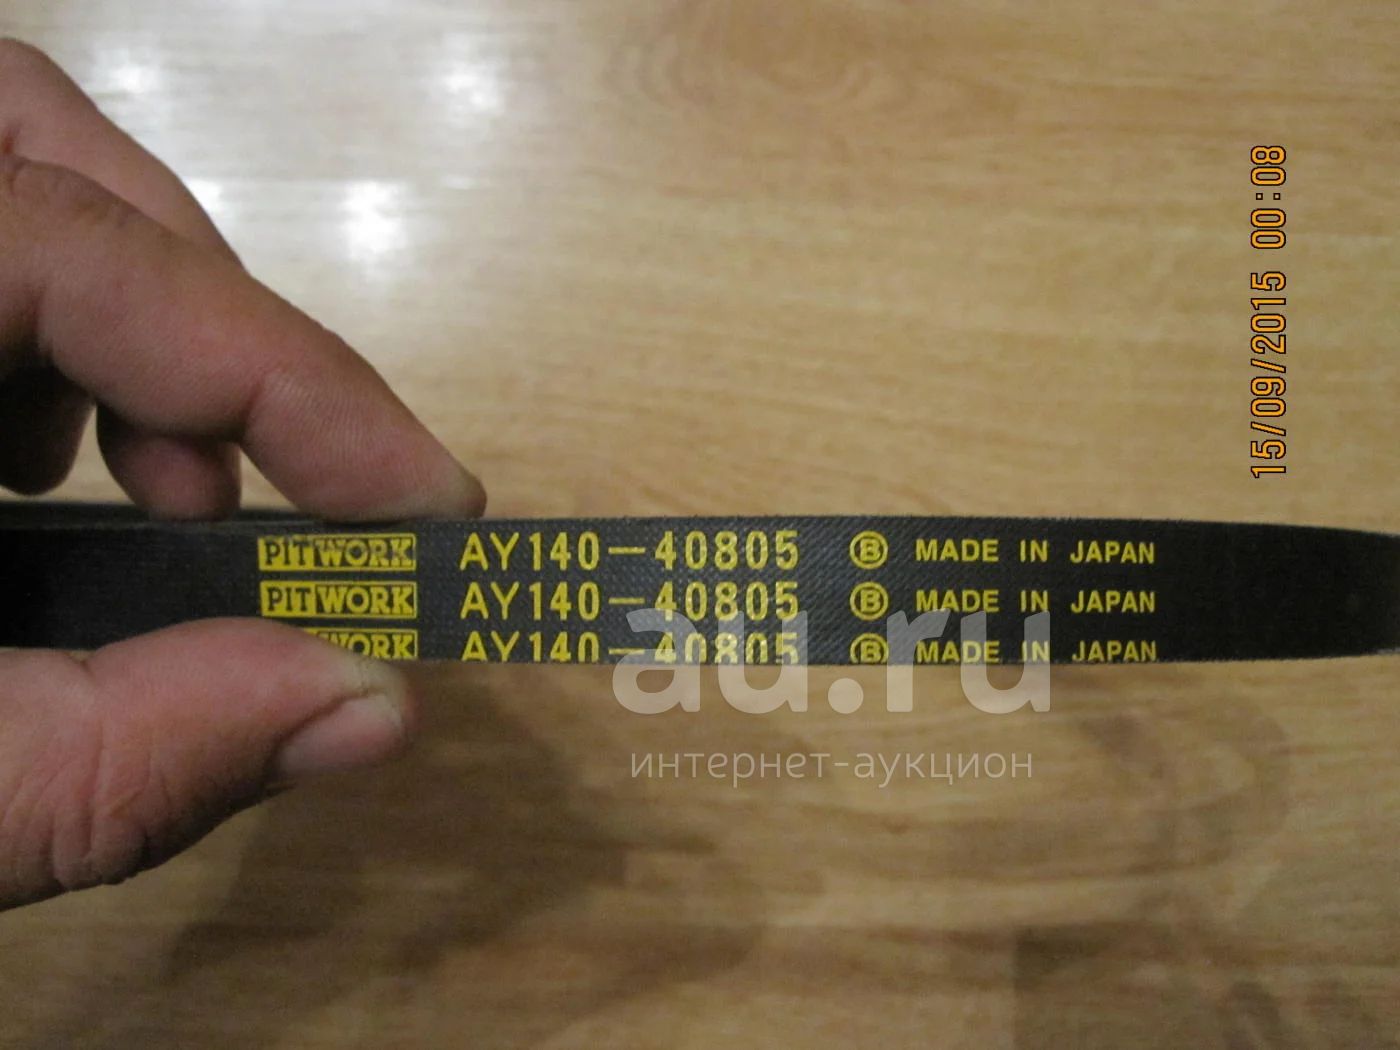 PITWORK AY140-40805 B MADE IN JAPAN
PITWORK AY140-40805 B MADE IN JAPAN
TWORK AY140-40805 B MADE IN JAPAN
au.ru
интернет-аукцион
15/09/2015 00:08